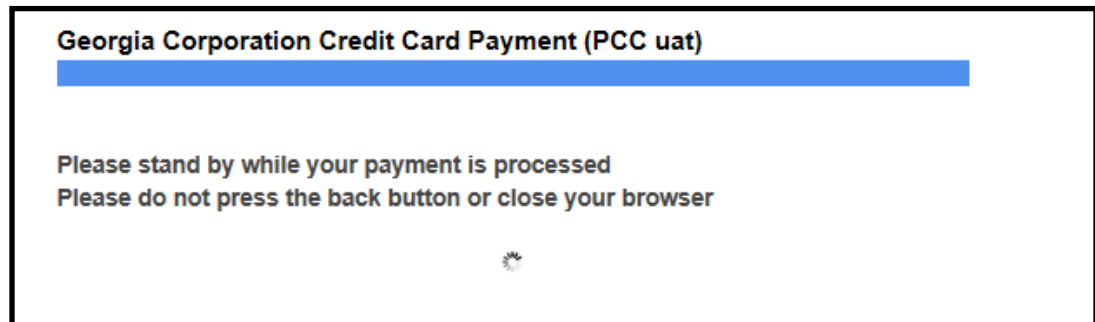 Georgia Corporation Credit Card Payment (PCC uat)
Please stand by while your payment is processed
Please do not press the back button or close your browser